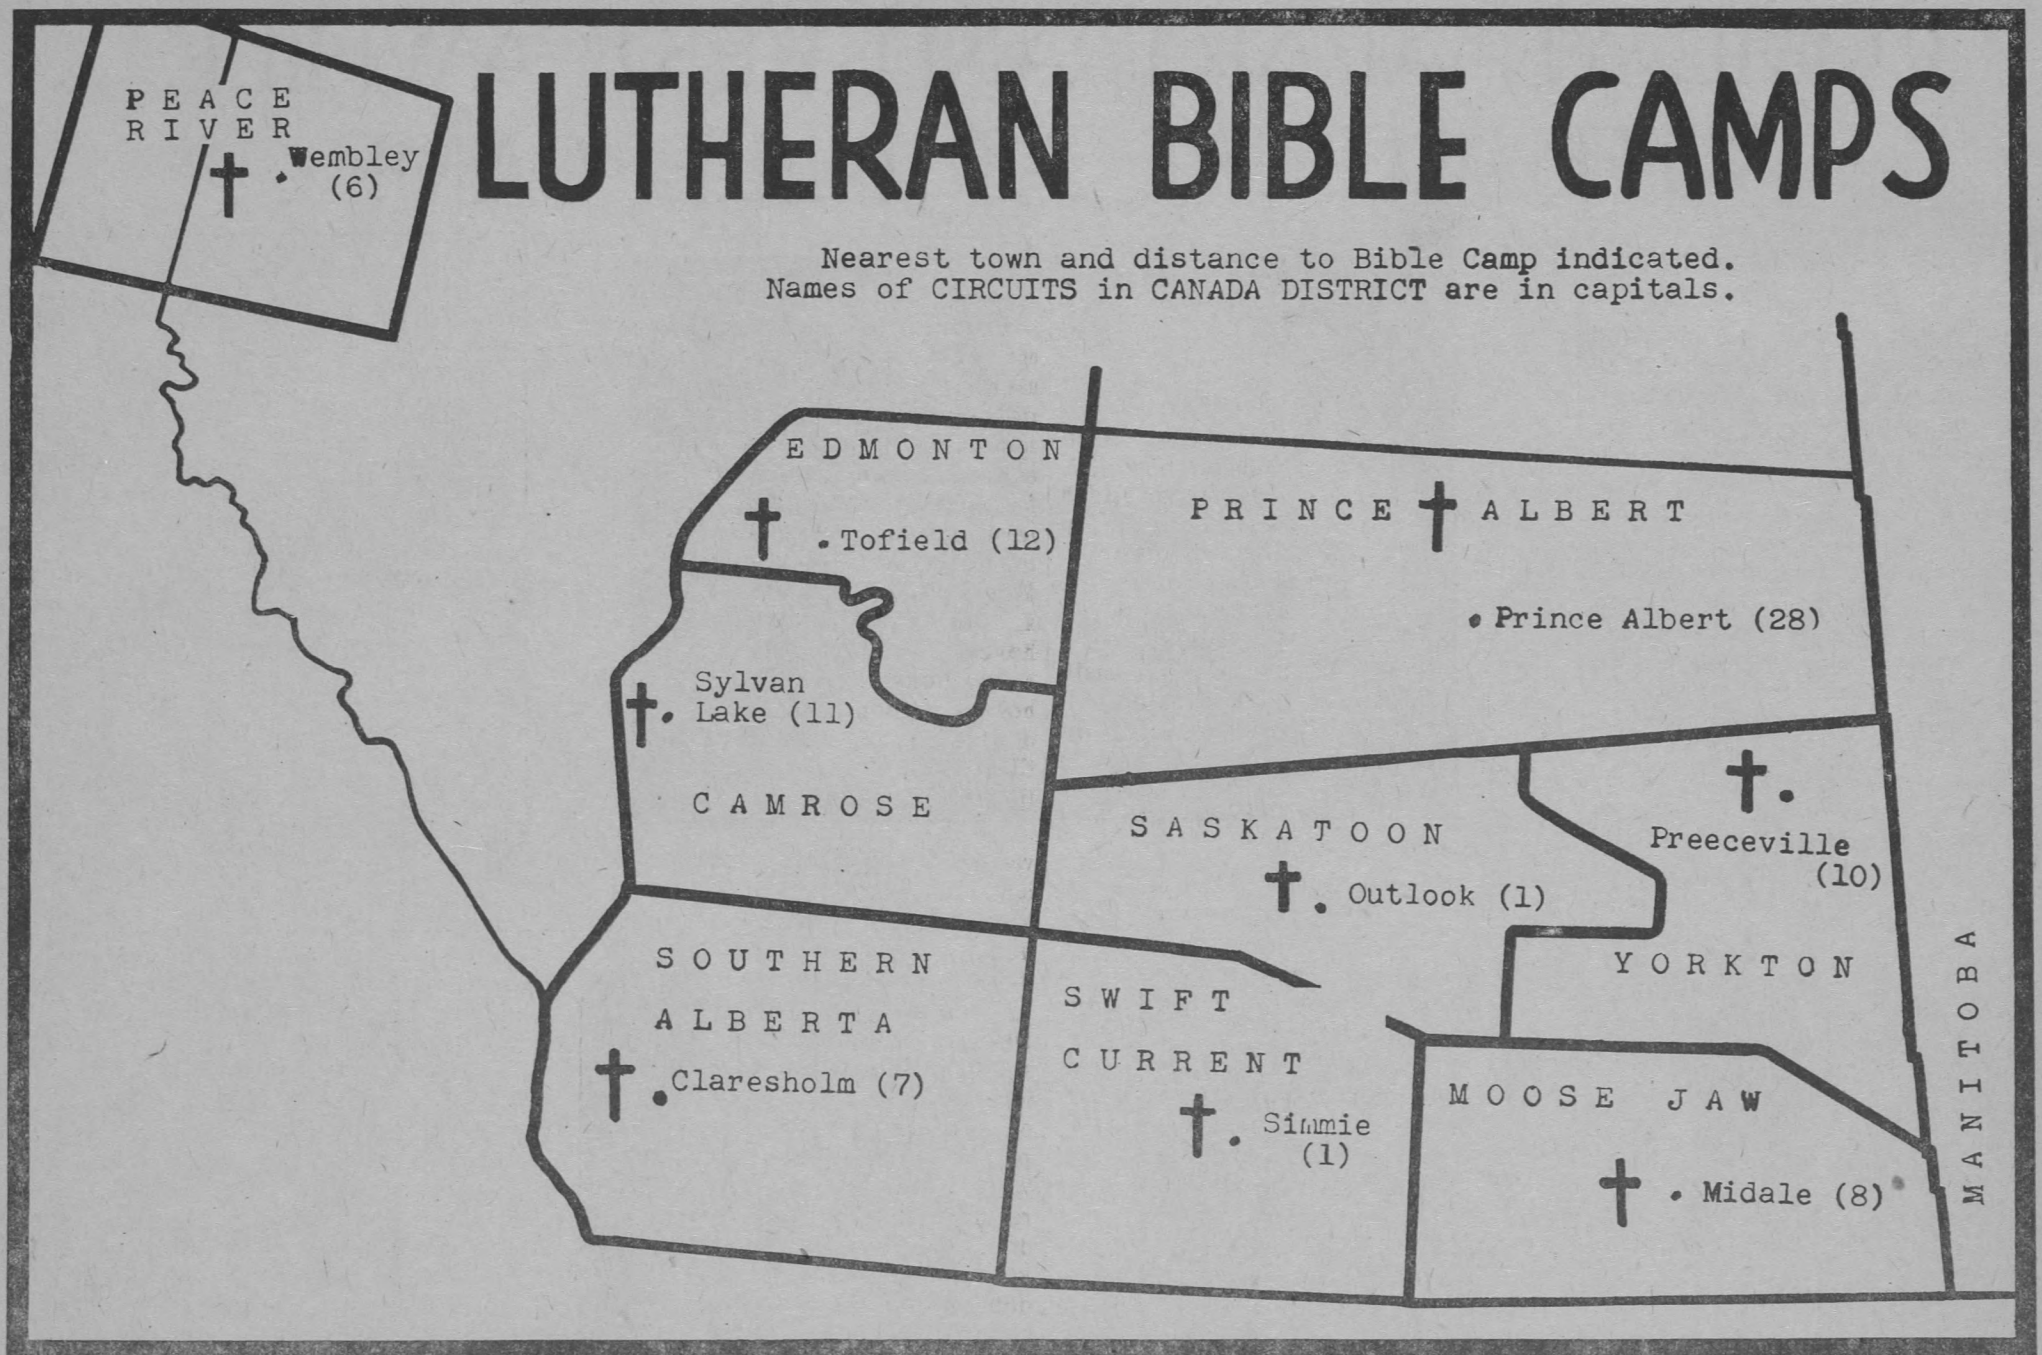 LUTHERAN BIBLE CAMPS
Nearest town and distance to Bible Camp indicated.
Names of CIRCUITS in CANADA DISTRICT are in capitals.
PEACE
RIVER
Wembley
(6)
EDMONTON
Tofield (12)
PRINCE ALBERT
Prince Albert (28)
Sylvan
Lake (11)
CAMROSE
SASKATOON
Outlook (1)
Preeceville
(10)
YORKTON
SOUTHERN
ALBERTA
Claresholm (7)
SWIFT
CURRENT
Simmie
(1)
MOOSE JAW
Midale (8)
MANITOBA